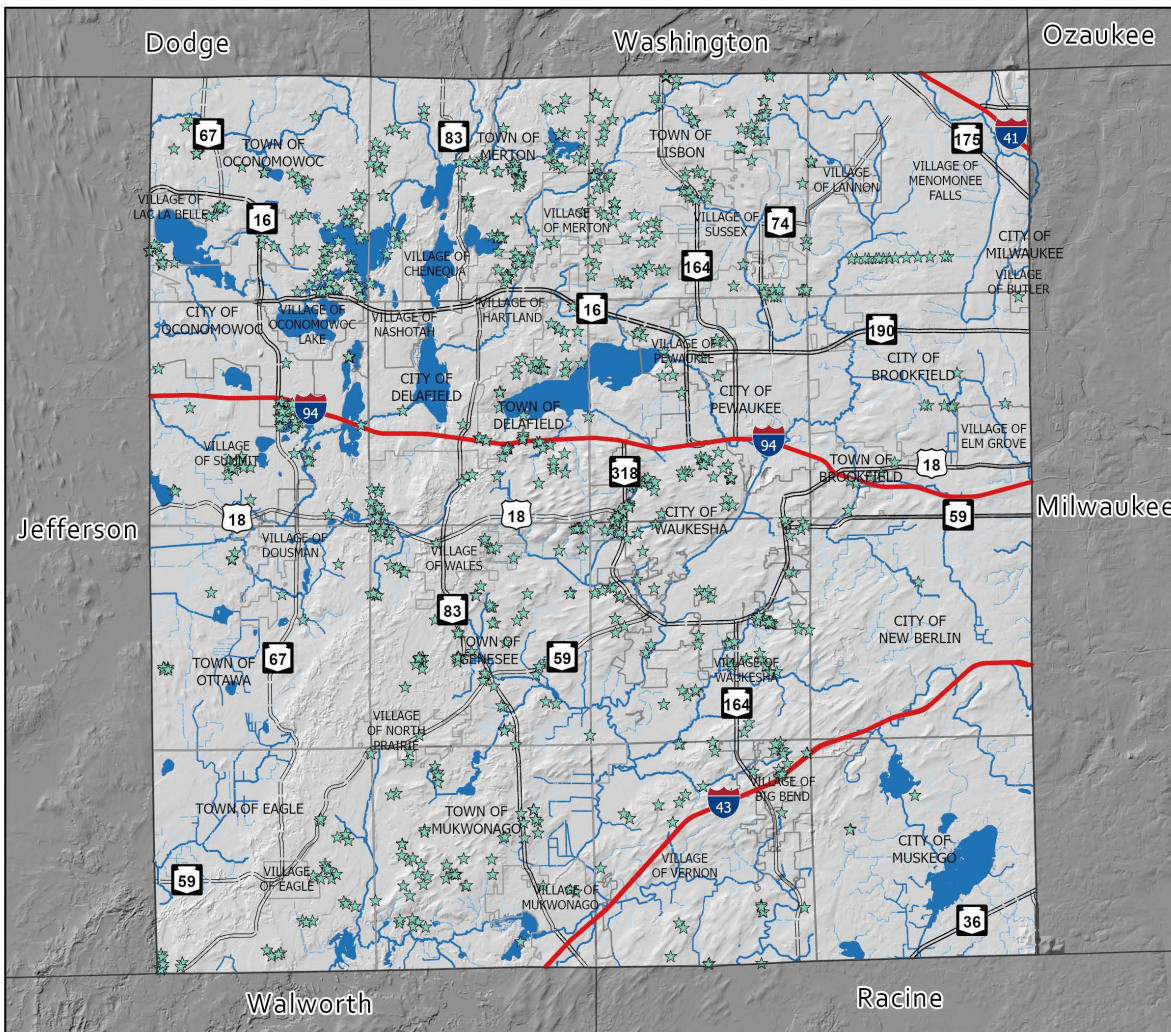 Dodge
Washington
Ozaukee
67
83
175
41
TOWN OF
OCONOMOWOC
TOWN OF
MERTON
TOWN OF
LISBON
VILLAGE
OF LANNON
VILLAGE OF
MENOMONEE
FALLS
VILLAGE OF
LAC LA BELLE
16
VILLAGE
OF MERTON
VILLAGE OF
SUSSEX
74
CITY OF
MILWAUKEE
VILLAGE OF
CHENEQUA
164
VILLAGE
OF BUTLER
CITY OF
OCONOMOWOC
VILLAGE OF
OCONOMOWOC
LAKE
VILLAGE OF
NASHOTAH
VILLAGE OF
HARTLAND
16
190
VILLAGE OF
PEWAUKEE
CITY OF
BROOKFIELD
CITY OF
DELAFIELD
CITY OF
PEWAUKEE
94
TOWN OF
DELAFIELD
94
VILLAGE OF
ELM GROVE
VILLAGE
OF SUMMIT
318
TOWN OF
BROOKFIELD
18
Jefferson
18
18
CITY OF
WAUKESHA
59
Milwaukee
VILLAGE OF
DOUSMAN
VILLAGE
OF WALES
83
CITY OF
NEW BERLIN
67
TOWN OF
GENESEE
59
TOWN OF
OTTAWA
VILLAGE OF
WAUKESHA
164
VILLAGE
OF NORTH
PRAIRIE
TOWN OF EAGLE
TOWN OF
MUKWONAGO
43
VILLAGE OF
BIG BEND
CITY OF
MUSKEGO
59
VILLAGE
OF EAGLE
VILLAGE OF
MUKWONAGO
VILLAGE
OF VERNON
36
Walworth
Racine